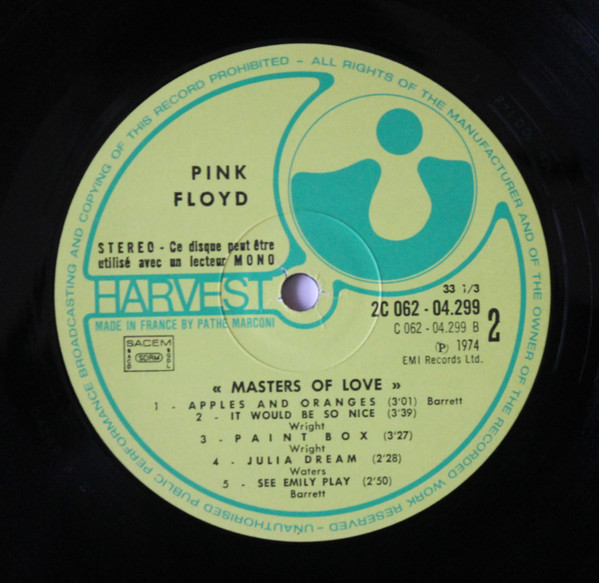 ALL RIGHTS OF THE MANUFACTURER AND OF THE OWNER OF THE RECORDED WORK RESERVED - UNAUTHORISED PUBLIC PERFORMANCE BROADCASTING AND COPYING OF THIS RECORD PROHIBITED -
PINK
FLOYD
STEREO - Ce disque peut être
utilisé avec un lecteur MONO
HARVEST
MADE IN FRANCE BY PATHE MARCONI
SACEM
SDRM
33 1/3
2C 062 - 04.299
C 062 - 04.299 B
2
Ⓟ 1974
EMI Records Ltd.
« MASTERS OF LOVE »
1 - APPLES AND ORANGES (3'01) Barrett
2 - IT WOULD BE SO NICE (3'39)
Wright
3 - PAINT BOX (3'27)
Wright
4 - JULIA DREAM (2'28)
Waters
5 - SEE EMILY PLAY (2'50)
Barrett